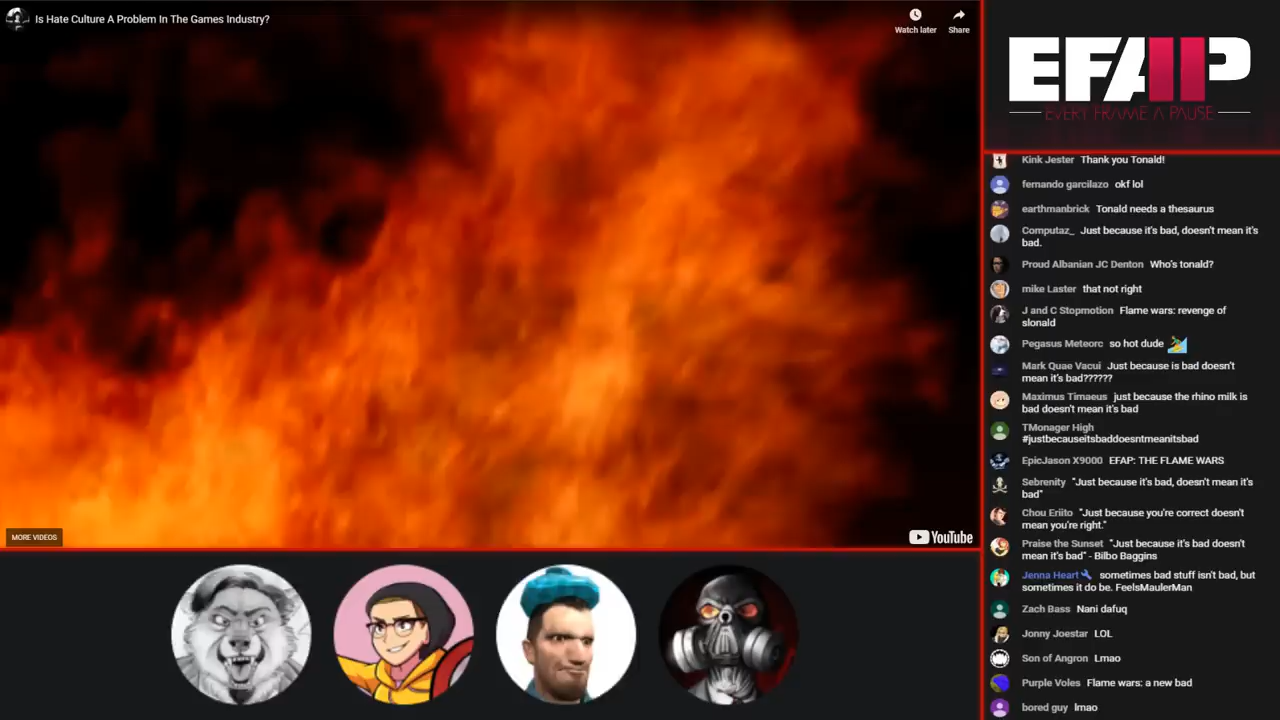 Is Hate Culture A Problem In The Games Industry?
Watch later
Share
MORE VIDEOS
YouTube
EFAP
EVERY FRAME A PAUSE
Kink Jester Thank you Tonald!
fernando garcilazo okf lol
earthmanbrick Tonald needs a thesaurus
Computaz_ Just because it's bad, doesn't mean it's
bad.
Proud Albanian JC Denton Who's tonald?
mike Laster that not right
J and C Stopmotion Flame wars: revenge of
slonald
Pegasus Meteorc so hot dude
Mark Quae Vacui Just because is bad doesn't
mean it's bad??????
Maximus Timaeus just because the rhino milk is
bad doesn't mean it's bad
TMonager High
#justbecauseitsbaddoesntmeanitsbad
EpicJason X9000 EFAP: THE FLAME WARS
Sebrenity "Just because it's bad, doesn't mean it's
bad"
Chou Eriito "Just because you're correct doesn't
mean you're right."
Praise the Sunset "Just because it's bad doesn't
mean it's bad" - Bilbo Baggins
Jenna Heart sometimes bad stuff isn't bad, but
sometimes it do be. FeelsMaulerMan
Zach Bass Nani dafuq
Jonny Joestar LOL
Son of Angron Lmao
Purple Voles Flame wars: a new bad
bored guy lmao